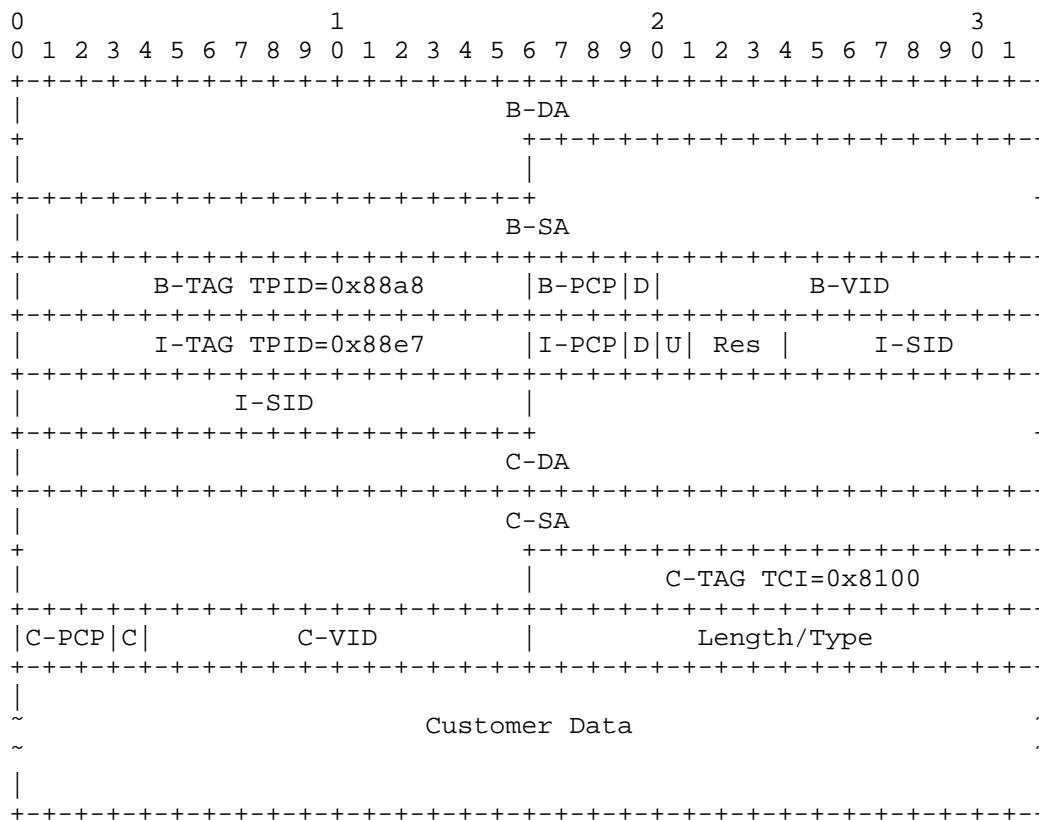 0                   1                   2                   3
0 1 2 3 4 5 6 7 8 9 0 1 2 3 4 5 6 7 8 9 0 1 2 3 4 5 6 7 8 9 0 1
+-+-+-+-+-+-+-+-+-+-+-+-+-+-+-+-+-+-+-+-+-+-+-+-+-+-+-+-+-+-+-+-
|                              B-DA
+                               +-+-+-+-+-+-+-+-+-+-+-+-+-+-+-+-
|                               |
+-+-+-+-+-+-+-+-+-+-+-+-+-+-+-+-+                               -
|                              B-SA
+-+-+-+-+-+-+-+-+-+-+-+-+-+-+-+-+-+-+-+-+-+-+-+-+-+-+-+-+-+-+-+-
|        B-TAG TPID=0x88a8      |B-PCP|D|         B-VID
+-+-+-+-+-+-+-+-+-+-+-+-+-+-+-+-+-+-+-+-+-+-+-+-+-+-+-+-+-+-+-+-
|        I-TAG TPID=0x88e7      |I-PCP|D|U| Res |     I-SID
+-+-+-+-+-+-+-+-+-+-+-+-+-+-+-+-+-+-+-+-+-+-+-+-+-+-+-+-+-+-+-+-
|             I-SID             |
+-+-+-+-+-+-+-+-+-+-+-+-+-+-+-+-+                               -
|                              C-DA
+-+-+-+-+-+-+-+-+-+-+-+-+-+-+-+-+-+-+-+-+-+-+-+-+-+-+-+-+-+-+-+-
|                              C-SA
+                               +-+-+-+-+-+-+-+-+-+-+-+-+-+-+-+-
|                               |        C-TAG TCI=0x8100
+-+-+-+-+-+-+-+-+-+-+-+-+-+-+-+-+-+-+-+-+-+-+-+-+-+-+-+-+-+-+-+-
|C-PCP|C|         C-VID         |          Length/Type
+-+-+-+-+-+-+-+-+-+-+-+-+-+-+-+-+-+-+-+-+-+-+-+-+-+-+-+-+-+-+-+-
|
~                         Customer Data                         ~
~                                                               ~
|
+-+-+-+-+-+-+-+-+-+-+-+-+-+-+-+-+-+-+-+-+-+-+-+-+-+-+-+-+-+-+-+-